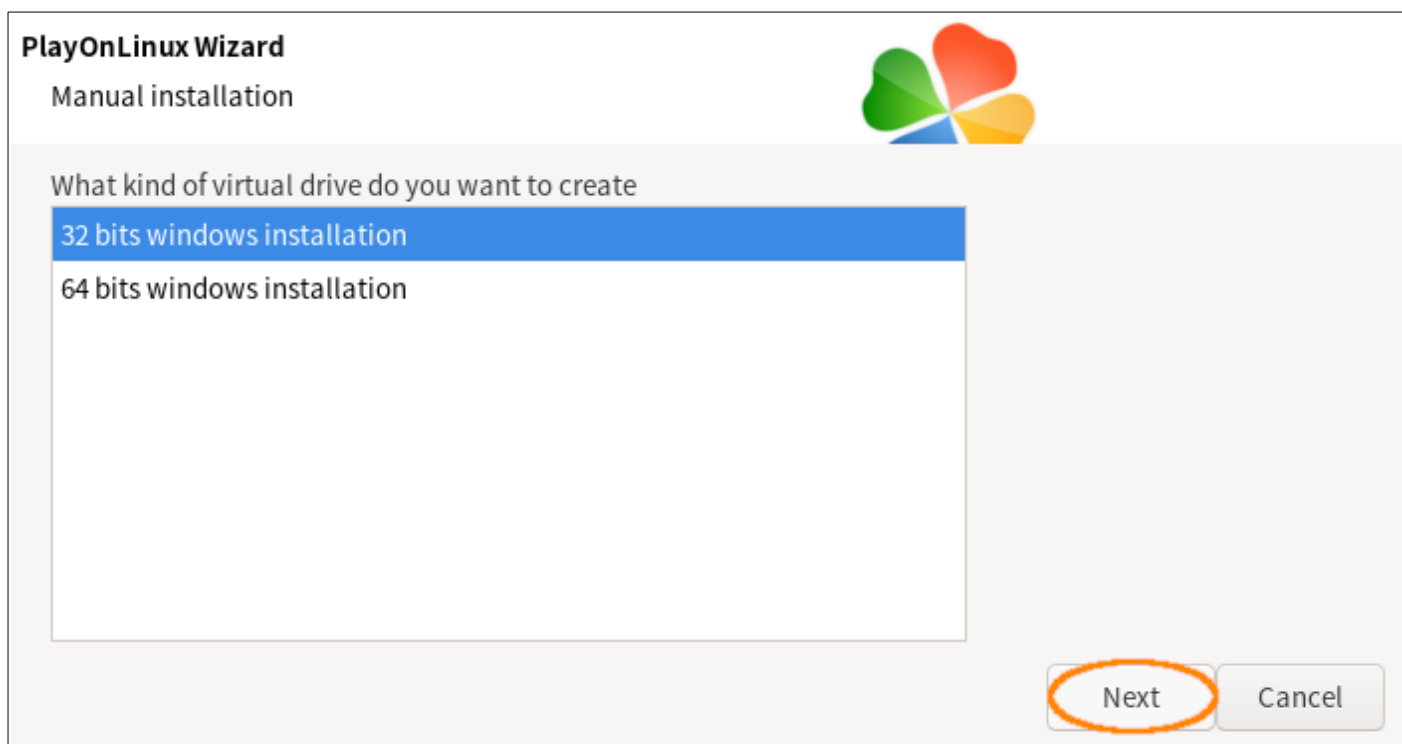 PlayOnLinux Wizard
Manual installation
What kind of virtual drive do you want to create
32 bits windows installation
64 bits windows installation
Next
Cancel